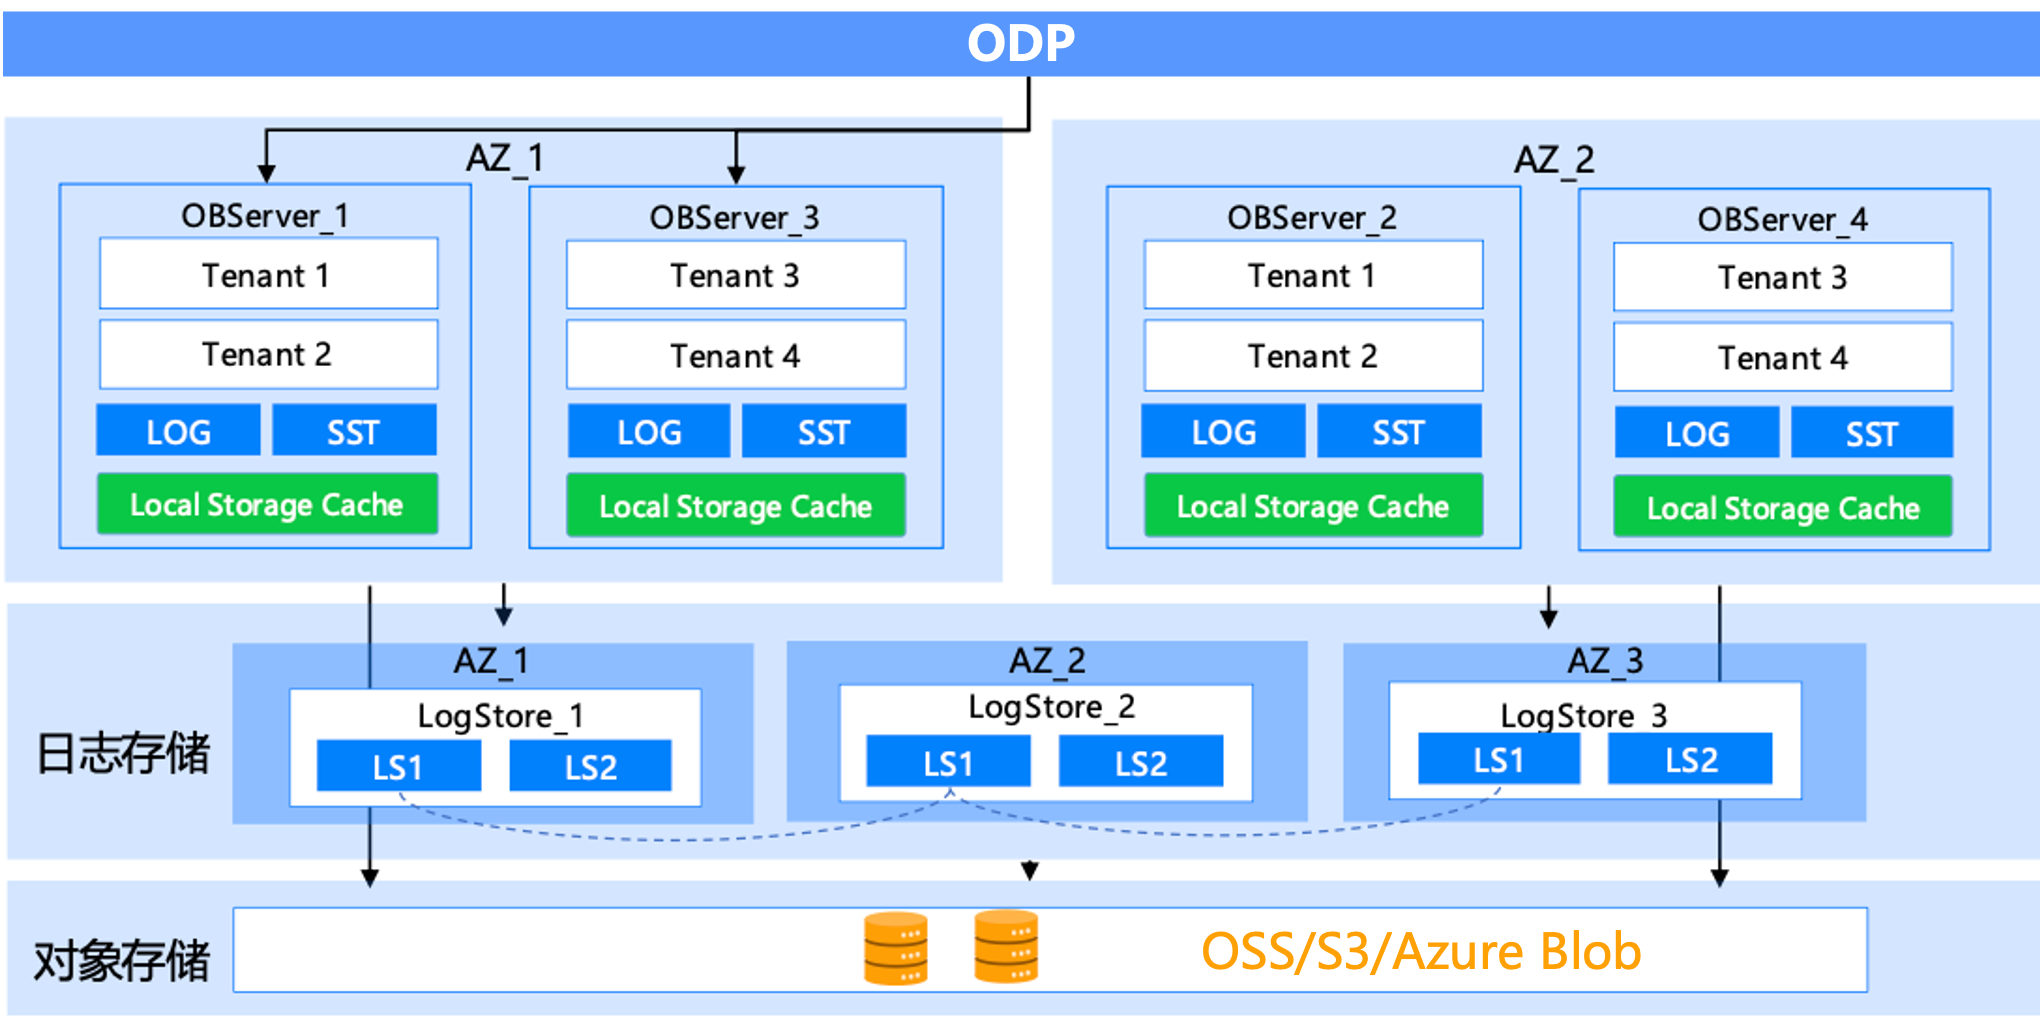 ODP
AZ_1
OBServer_1
Tenant 1
Tenant 2
LOG
SST
Local Storage Cache
OBServer_3
Tenant 3
Tenant 4
LOG
SST
Local Storage Cache
AZ_2
OBServer_2
Tenant 1
Tenant 2
LOG
SST
Local Storage Cache
OBServer_4
Tenant 3
Tenant 4
LOG
SST
Local Storage Cache
日志存储
AZ_1
LogStore_1
LS1
LS2
AZ_2
LogStore_2
LS1
LS2
AZ_3
LogStore_3
LS1
LS2
对象存储
OSS/S3/Azure Blob